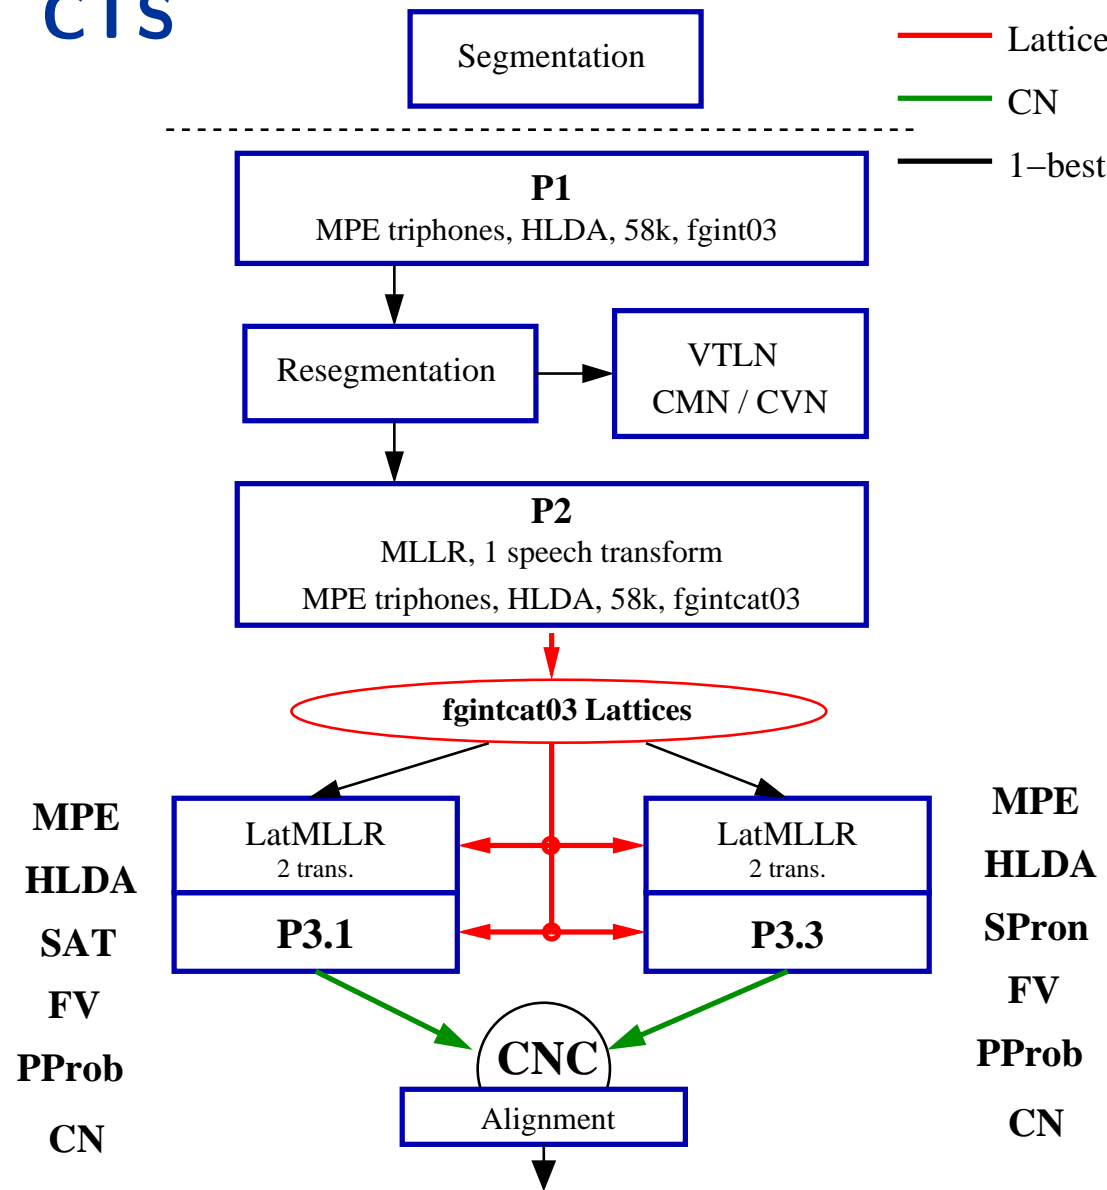 CTS
Segmentation
Lattice
CN
1−best
P1
MPE triphones, HLDA, 58k, fgint03
Resegmentation
VTLN
CMN / CVN
P2
MLLR, 1 speech transform
MPE triphones, HLDA, 58k, fgintcat03
fgintcat03 Lattices
MPE
HLDA
SAT
FV
PProb
CN
LatMLLR
2 trans.
P3.1
LatMLLR
2 trans.
P3.3
MPE
HLDA
SPron
FV
PProb
CN
CNC
Alignment